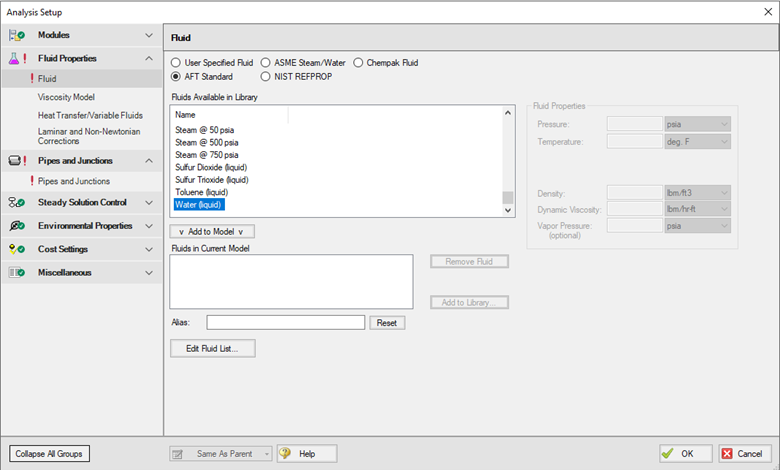 Analysis Setup
Modules
Fluid Properties
Fluid
Viscosity Model
Heat Transfer/Variable Fluids
Laminar and Non-Newtonian
Corrections
Pipes and Junctions
Pipes and Junctions
Steady Solution Control
Environmental Properties
Cost Settings
Miscellaneous
Collapse All Groups
Fluid
User Specified Fluid
ASME Steam/Water
Chempak Fluid
AFT Standard
NIST REFPROP
Fluids Available in Library
Name
Steam @ 50 psia
Steam @ 500 psia
Steam @ 750 psia
Sulfur Dioxide (liquid)
Sulfur Trioxide (liquid)
Toluene (liquid)
Water (liquid)
v Add to Model v
Fluids in Current Model
Remove Fluid
Add to Library...
Alias:
Reset
Edit Fluid List...
Fluid Properties
Pressure:
psia
Temperature:
deg. F
Density:
lbm/ft3
Dynamic Viscosity:
lbm/hr-ft
Vapor Pressure:
(optional)
psia
Same As Parent
Help
OK
Cancel